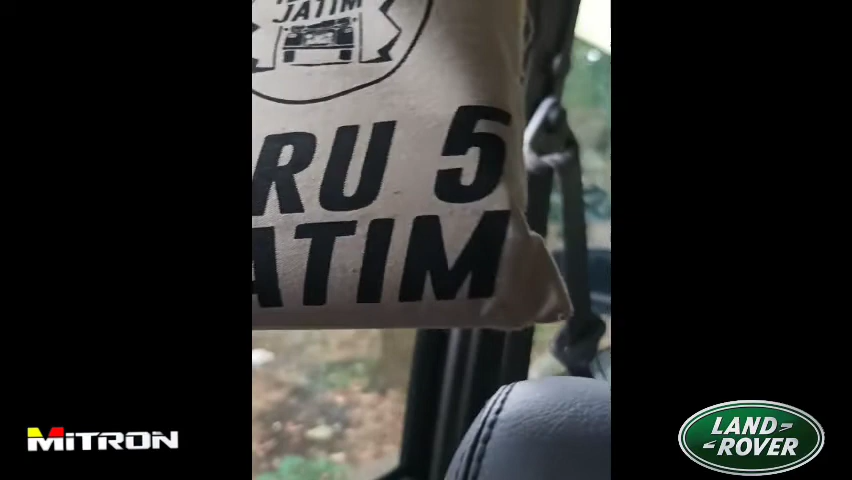 JATIM
RU 5
ATIM
MiTRON
LAND-
-ROVER